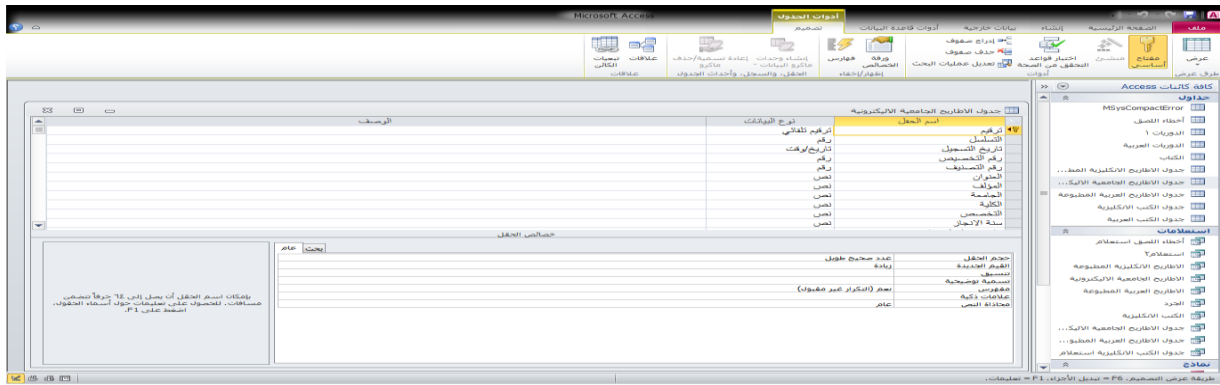 Microsoft Access
أدوات الجدول
ملف
الصفحة الرئيسية
إنشاء
بيانات خارجية
أدوات قاعدة البيانات
تصميم
عرض
مفتاح أساسي
منشئ
اختبار قواعد التحقق من الصحة
إدراج صفوف
حذف صفوف
تعديل عمليات البحث
ورقة الخصائص
فهارس
إنشاء وحدات ماكرو البيانات
إعادة تسمية/حذف ماكرو
علاقات
تبعيات الكائن
طرق عرض
أدوات
إظهار/إخفاء
الحقل، والسجل، وأحداث الجدول
علاقات
كافة كائنات Access
جداول
MSysCompactError
أخطاء اللصق
الدوريات ١
الدوريات العربية
الكتاب
جدول الاطاريح الانكليزية المط...
جدول الاطاريح الجامعية الاليك...
جدول الاطاريح العربية المطبوعة
جدول الكتب الانكليزية
جدول الكتب العربية
استعلامات
أخطاء اللصق استعلام
استعلام٢
الاطاريح الانكليزية المطبوعة
الاطاريح الجامعية الاليكترونية
الاطاريح العربية المطبوعة
الجرد
الكتب الانكليزية
جدول الاطاريح الجامعية الاليك...
جدول الاطاريح العربية المطبو...
جدول الكتب الانكليزية استعلام
نماذج
جدول الاطاريح الجامعية الاليكترونية
اسم الحقل
نوع البيانات
الوصف
ترقيم
ترقيم تلقائي
التسلسل
رقم
تاريخ التسجيل
تاريخ/وقت
رقم التخصيص
رقم
رقم التصنيف
رقم
العنوان
نص
المؤلف
نص
الجامعة
نص
الكلية
نص
التخصص
نص
سنة الانجاز
نص
خصائص الحقل
عام
بحث
حجم الحقل
عدد صحيح طويل
القيم الجديدة
زيادة
تنسيق
تسمية توضيحية
مفهرس
نعم (التكرار غير مقبول)
علامات ذكية
محاذاة النص
عام
بإمكان اسم الحقل أن يصل إلى ٦٤ حرفاً تتضمن
مسافات. للحصول على تعليمات حول أسماء الحقول،
اضغط على F1.
طريقة عرض التصميم. F6 = تبديل الأجزاء. F1 = تعليمات.